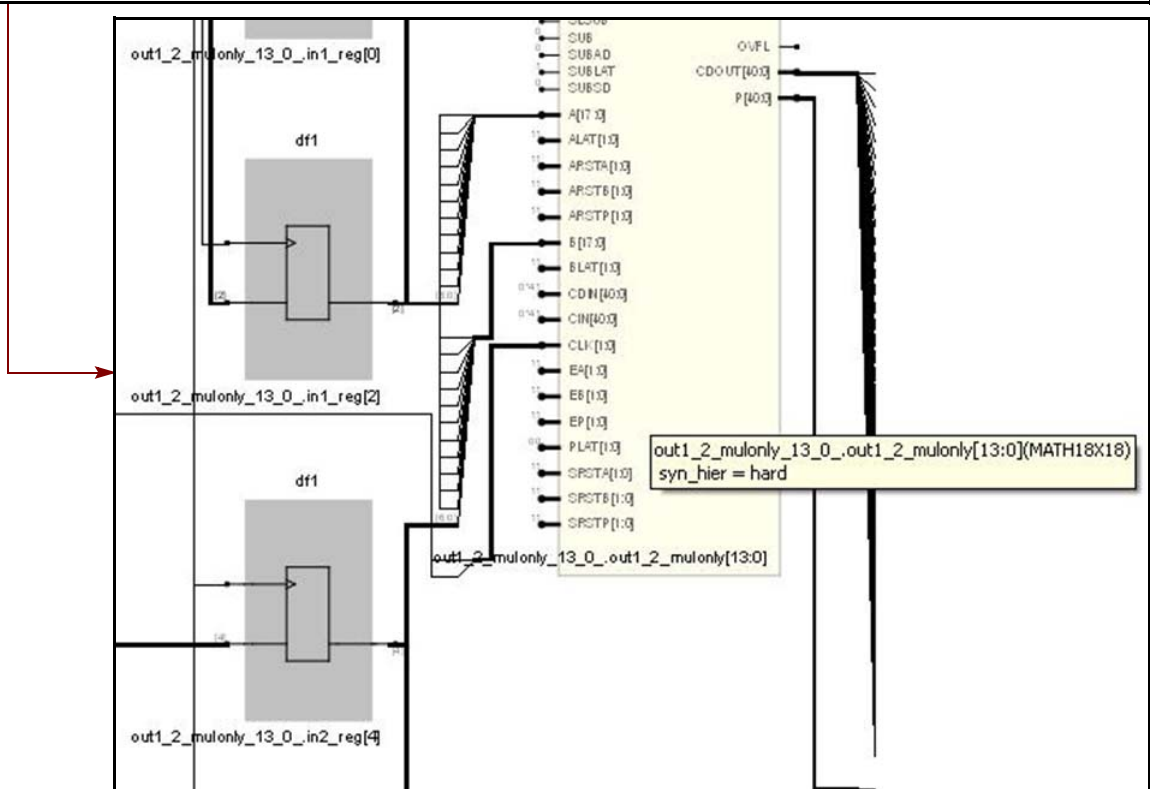 out1_2_mulonly_13_0_.in1_reg[0]
df1
[2]
[2]
out1_2_mulonly_13_0_.in1_reg[2]
df1
[4]
[4]
out1_2_mulonly_13_0_.in2_reg[4]
SUB
SUBAD
SUBLAT
SUBSD
A[17:0]
ALAT[1:0]
ARSTA[1:0]
ARSTB[1:0]
ARSTP[1:0]
B[17:0]
BLAT[1:0]
CDIN[40:0]
CIN[40:0]
CLK[1:0]
EA[1:0]
EB[1:0]
EP[1:0]
PLAT[1:0]
SRSTA[1:0]
SRSTB[1:0]
SRSTP[1:0]
OVFL
CDOUT[40:0]
P[40:0]
out1_2_mulonly_13_0_.out1_2_mulonly[13:0]
out1_2_mulonly_13_0_.out1_2_mulonly[13:0](MATH18X18)
syn_hier = hard